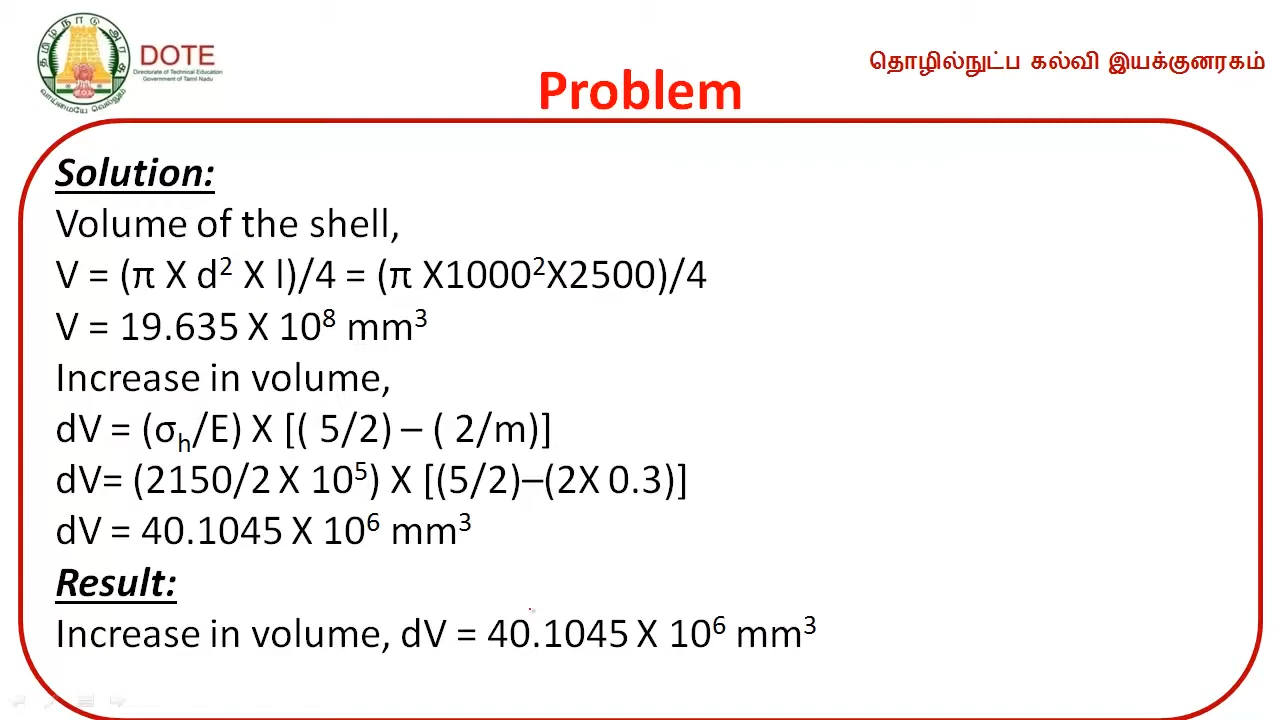 தமிழ்நாடு அரசு
வாய்மையே வெல்லும்
DOTE
Directorate of Technical Education
Government of Tamil Nadu
தொழில்நுட்ப கல்வி இயக்குனரகம்
Problem
Solution:
Volume of the shell,
V = (π X d² X l)/4 = (π X1000²X2500)/4
V = 19.635 X 10⁸ mm³
Increase in volume,
dV = (σₕ/E) X [( 5/2) – ( 2/m)]
dV= (2150/2 X 10⁵) X [(5/2)–(2X 0.3)]
dV = 40.1045 X 10⁶ mm³
Result:
Increase in volume, dV = 40.1045 X 10⁶ mm³